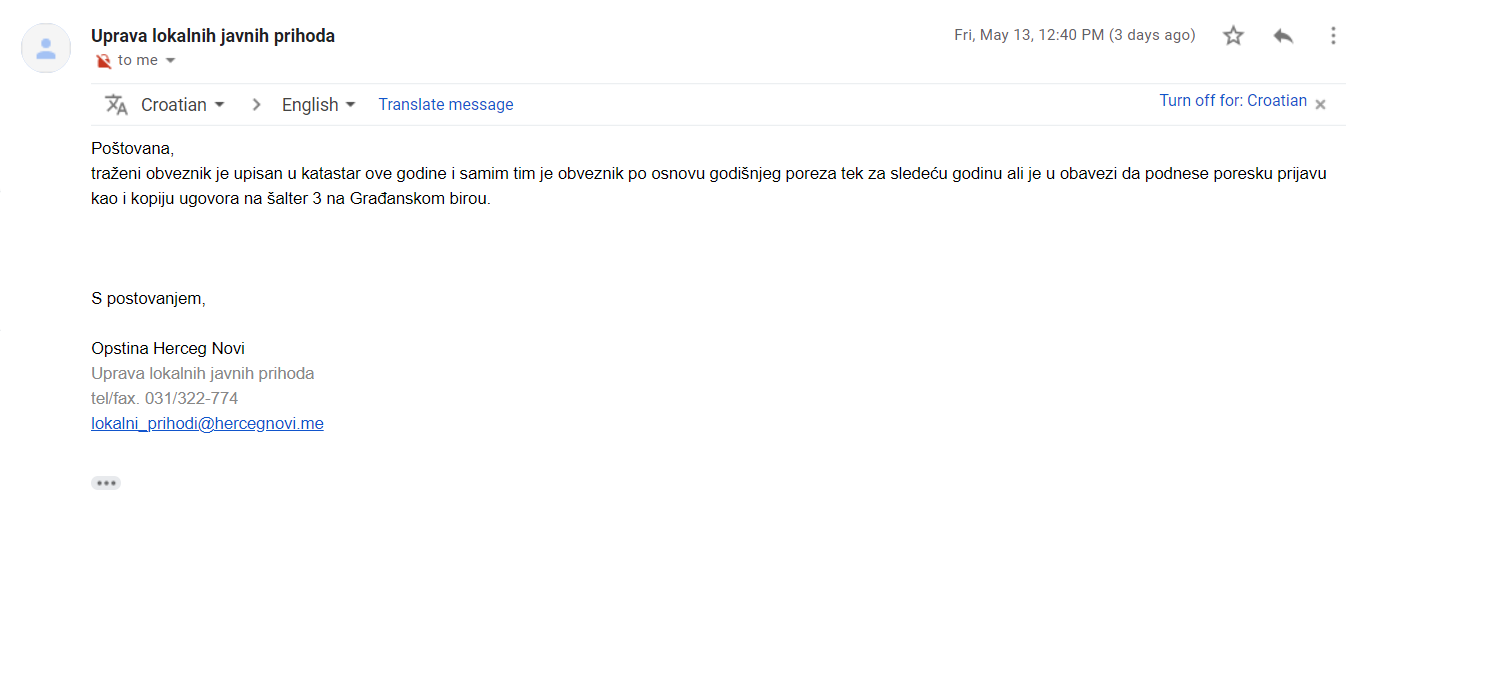 Uprava lokalnih javnih prihoda
Fri, May 13, 12:40 PM (3 days ago)
to me
Croatian > English Translate message
Turn off for: Croatian ×
Poštovana,
traženi obveznik je upisan u katastar ove godine i samim tim je obveznik po osnovu godišnjeg poreza tek za sledeću godinu ali je u obavezi da podnese poresku prijavu
kao i kopiju ugovora na šalter 3 na Građanskom birou.
S postovanjem,
Opstina Herceg Novi
Uprava lokalnih javnih prihoda
tel/fax. 031/322-774
lokalni_prihodi@hercegnovi.me